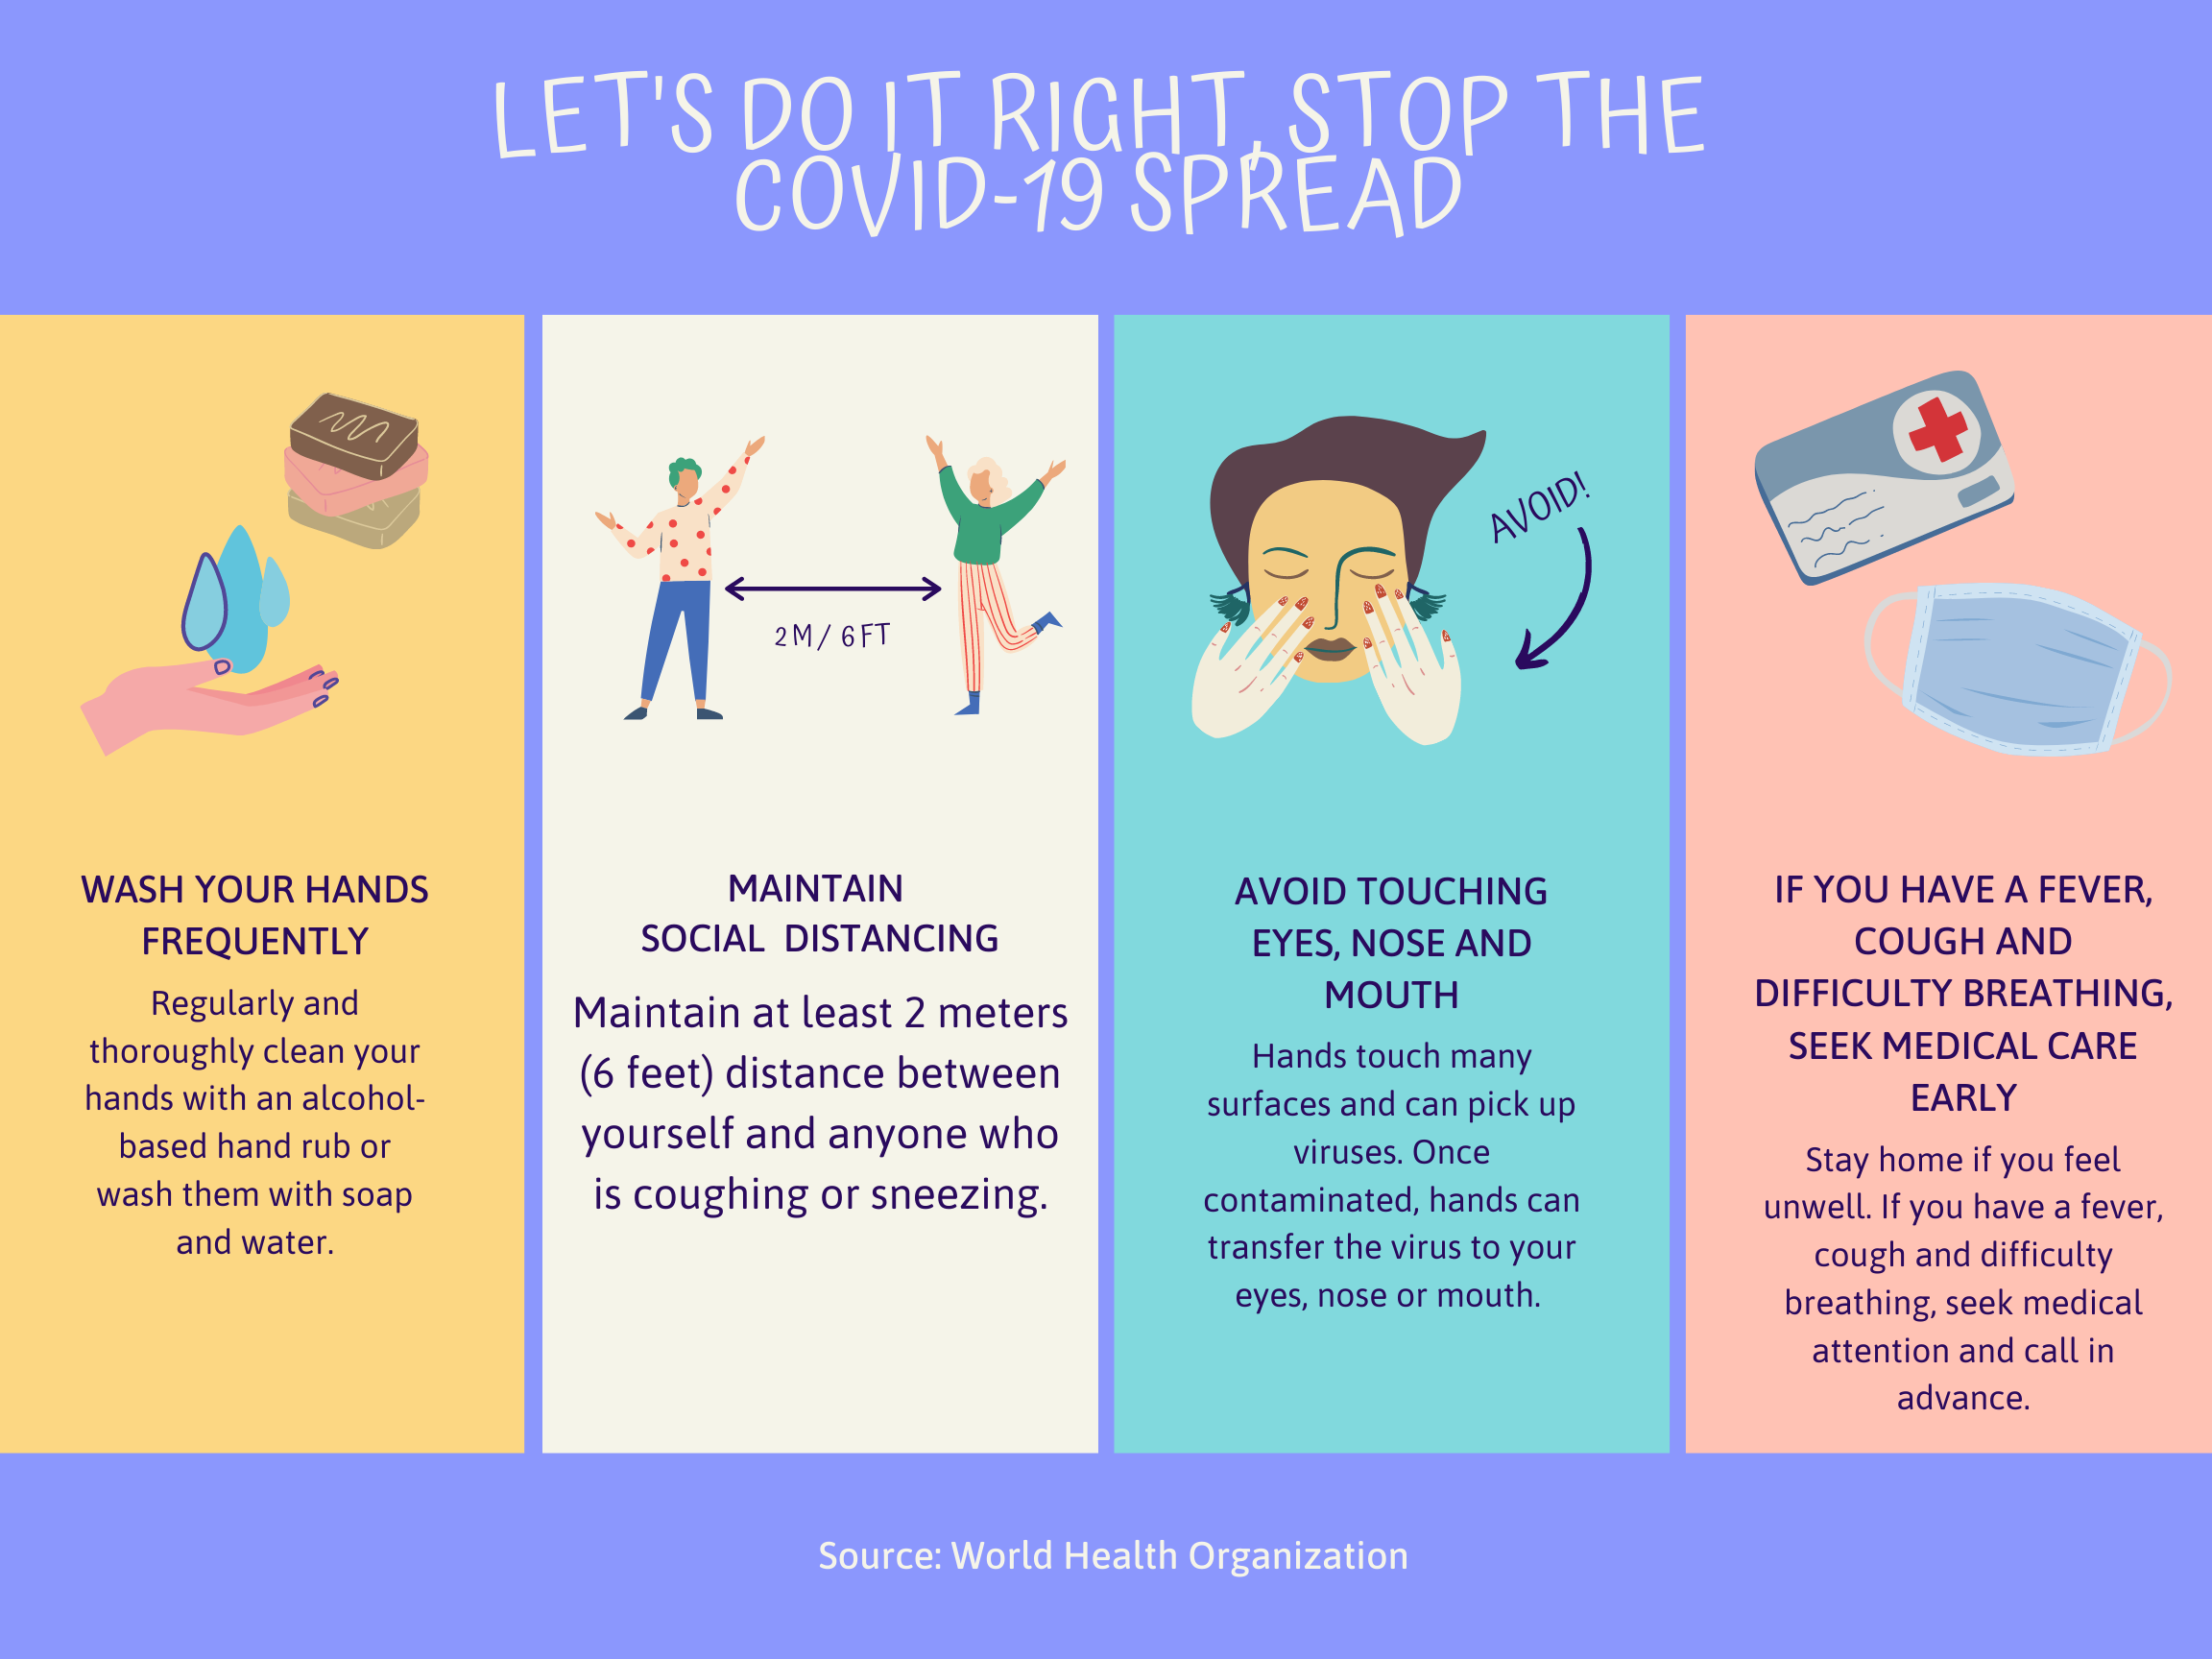 LET'S DO IT RIGHT, STOP THE
COVID-19 SPREAD
2 M / 6 FT
AVOID!
WASH YOUR HANDS
FREQUENTLY
Regularly and
thoroughly clean your
hands with an alcohol-
based hand rub or
wash them with soap
and water.
MAINTAIN
SOCIAL DISTANCING
Maintain at least 2 meters
(6 feet) distance between
yourself and anyone who
is coughing or sneezing.
AVOID TOUCHING
EYES, NOSE AND
MOUTH
Hands touch many
surfaces and can pick up
viruses. Once
contaminated, hands can
transfer the virus to your
eyes, nose or mouth.
IF YOU HAVE A FEVER,
COUGH AND
DIFFICULTY BREATHING,
SEEK MEDICAL CARE
EARLY
Stay home if you feel
unwell. If you have a fever,
cough and difficulty
breathing, seek medical
attention and call in
advance.
Source: World Health Organization